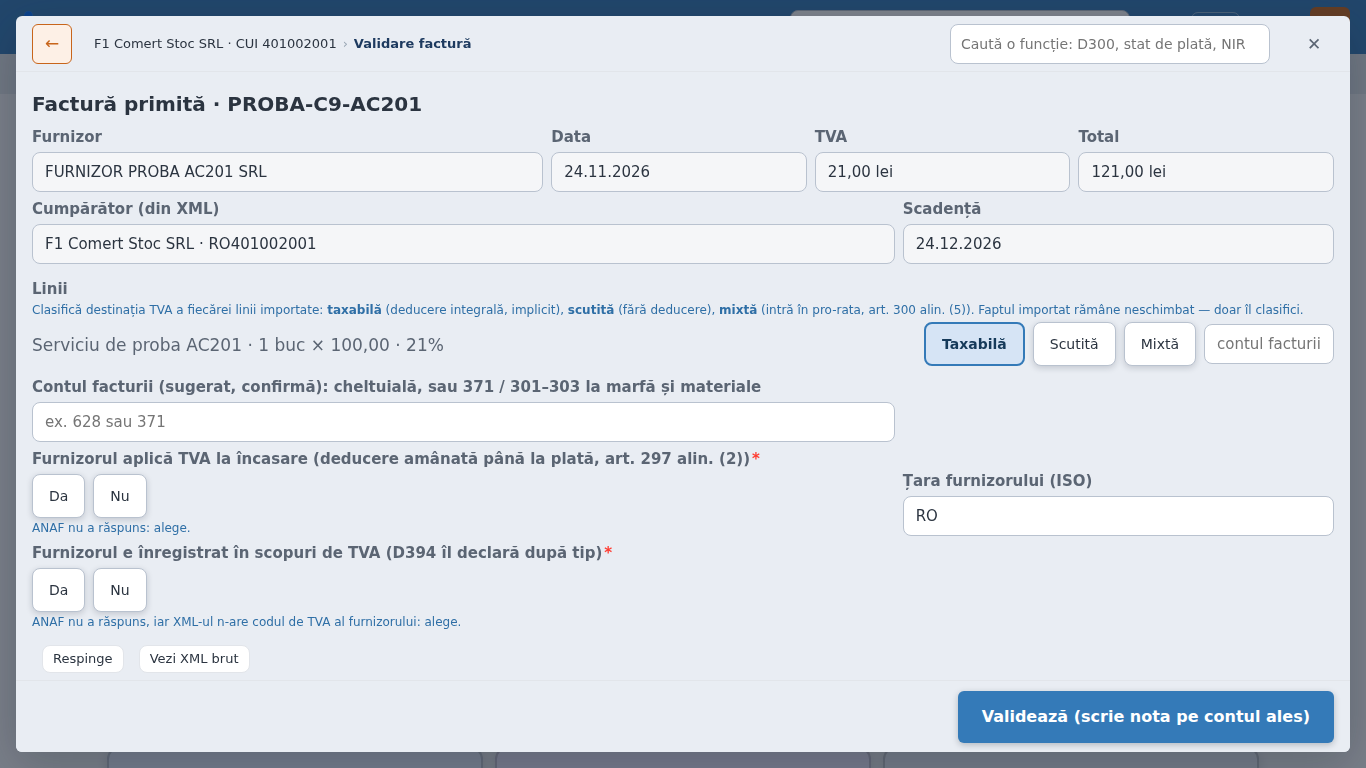 ←
F1 Comert Stoc SRL · CUI 401002001 › Validare factură
Caută o funcție: D300, stat de plată, NIR
✕
Factură primită · PROBA-C9-AC201
Furnizor Data TVA Total
FURNIZOR PROBA AC201 SRL 24.11.2026 21,00 lei 121,00 lei
Cumpărător (din XML) Scadență
F1 Comert Stoc SRL · RO401002001 24.12.2026
Linii
Clasifică destinația TVA a fiecărei linii importate: taxabilă (deducere integrală, implicit), scutită (fără deducere), mixtă (intră în pro-rata, art. 300 alin. (5)). Faptul importat rămâne neschimbat — doar îl clasifici.
Serviciu de proba AC201 · 1 buc × 100,00 · 21% Taxabilă Scutită Mixtă contul facturii
Contul facturii (sugerat, confirmă): cheltuială, sau 371 / 301–303 la marfă și materiale
ex. 628 sau 371
Furnizorul aplică TVA la încasare (deducere amânată până la plată, art. 297 alin. (2))*
Da Nu
ANAF nu a răspuns: alege.
Țara furnizorului (ISO)
RO
Furnizorul e înregistrat în scopuri de TVA (D394 îl declară după tip)*
Da Nu
ANAF nu a răspuns, iar XML-ul n-are codul de TVA al furnizorului: alege.
Respinge Vezi XML brut
Validează (scrie nota pe contul ales)